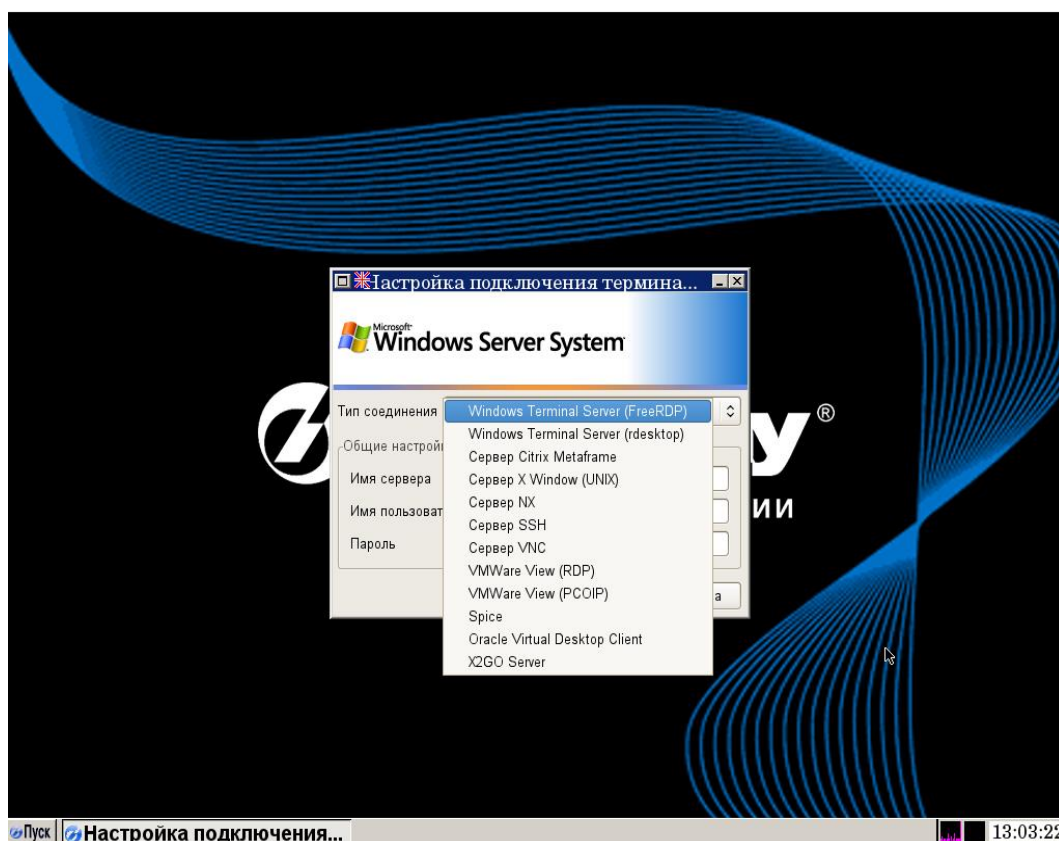 Настройка подключения термина...
Microsoft
Windows Server System
Тип соединения
Windows Terminal Server (FreeRDP)
Windows Terminal Server (rdesktop)
Сервер Citrix Metaframe
Сервер X Window (UNIX)
Сервер NX
Сервер SSH
Сервер VNC
VMWare View (RDP)
VMWare View (PCOIP)
Spice
Oracle Virtual Desktop Client
X2GO Server
Общие настрой
Имя сервера
Имя пользоват
Пароль
а
у®
ии
Пуск
Настройка подключения...
13:03:22